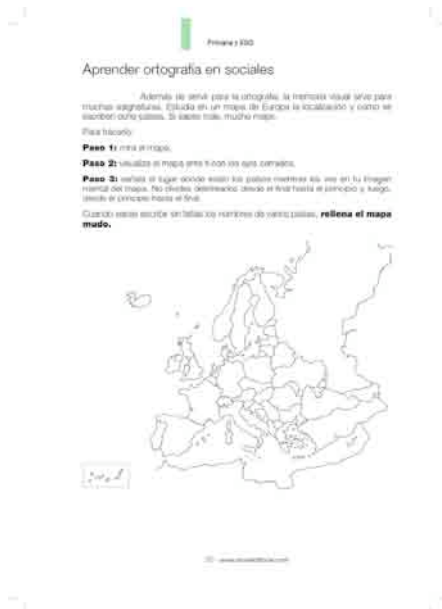 Primaria y ESO
Aprender ortografía en sociales
Además de servir para la ortografía, la memoria visual sirve para
muchas asignaturas. Estudia en un mapa de Europa la localización y cómo se
escriben ocho países. Si sabes más, mucho mejor.
Para hacerlo:
Paso 1: mira el mapa.
Paso 2: visualiza el mapa ante ti con los ojos cerrados.
Paso 3: señala el lugar donde están los países mientras los ves en tu imagen
mental del mapa. No olvides deletrearlos desde el final hasta el principio y, luego,
desde el principio hasta el final.
Cuando sepas escribir sin faltas los nombres de varios países, rellena el mapa
mudo.